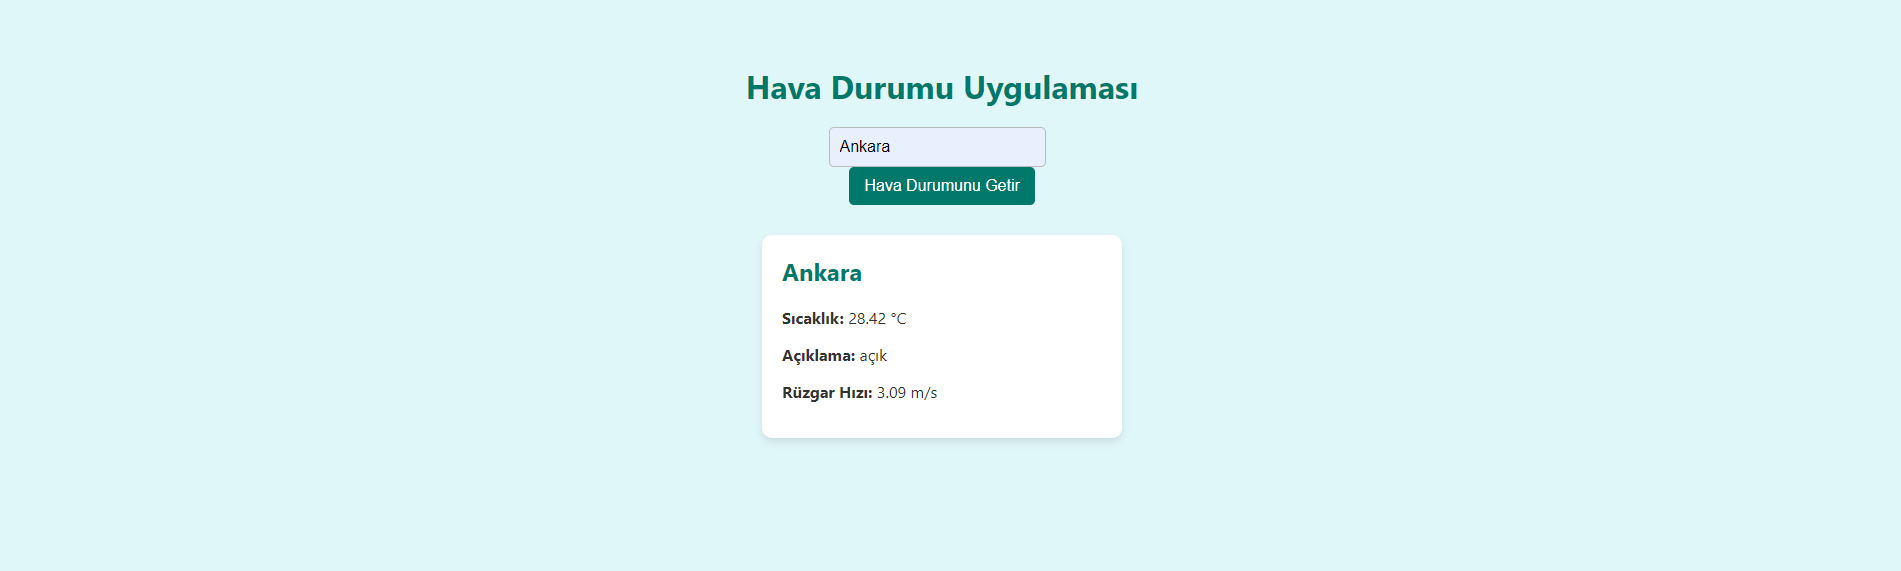 Hava Durumu Uygulaması
Ankara
Hava Durumunu Getir
Ankara
Sıcaklık: 28.42 °C
Açıklama: açık
Rüzgar Hızı: 3.09 m/s